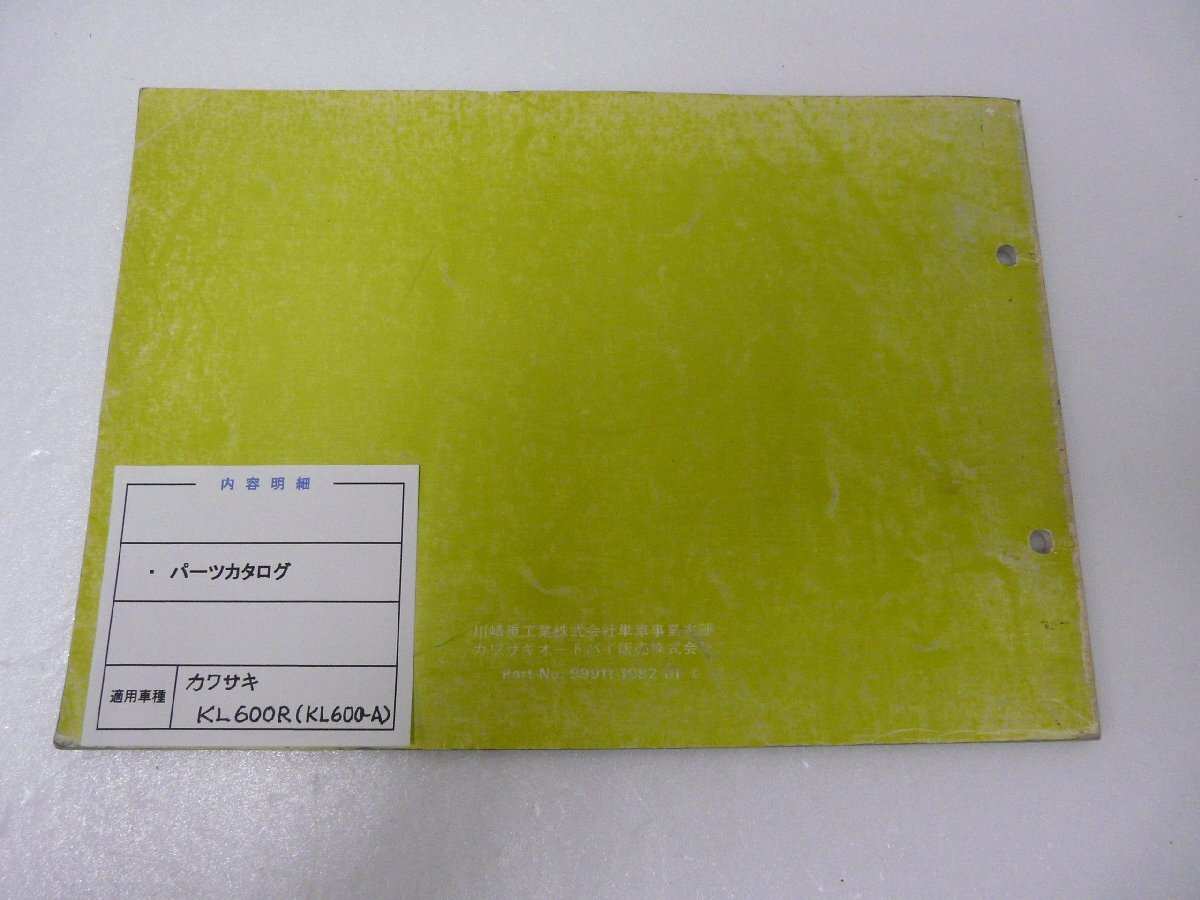 内容明細
・ パーツカタログ
適用車種
カワサキ
KL600R(KL600-A)
川崎重工業株式会社単車事業本部
カワサキオートバイ販売株式会社
Part No.